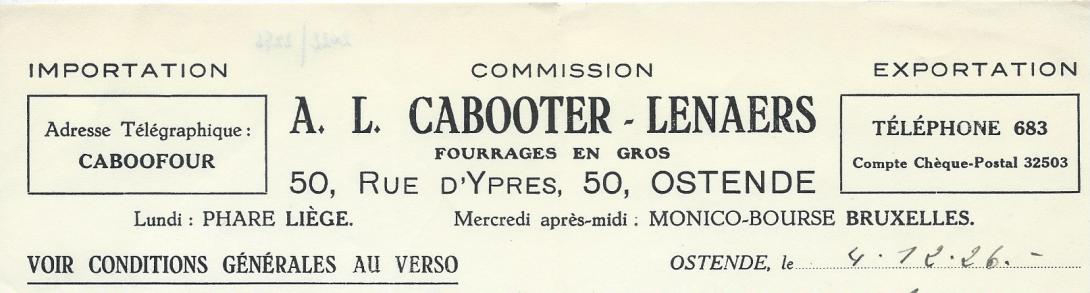 IMPORTATION COMMISSION EXPORTATION
Adresse Télégraphique :
CABOOFOUR
A. L. CABOOTER - LENAERS
FOURRAGES EN GROS
50, RUE D'YPRES, 50, OSTENDE
TÉLÉPHONE 683
Compte Chèque-Postal 32503
Lundi : PHARE LIÈGE. Mercredi après-midi : MONICO-BOURSE BRUXELLES.
VOIR CONDITIONS GÉNÉRALES AU VERSO
OSTENDE, le 4.12.26.-